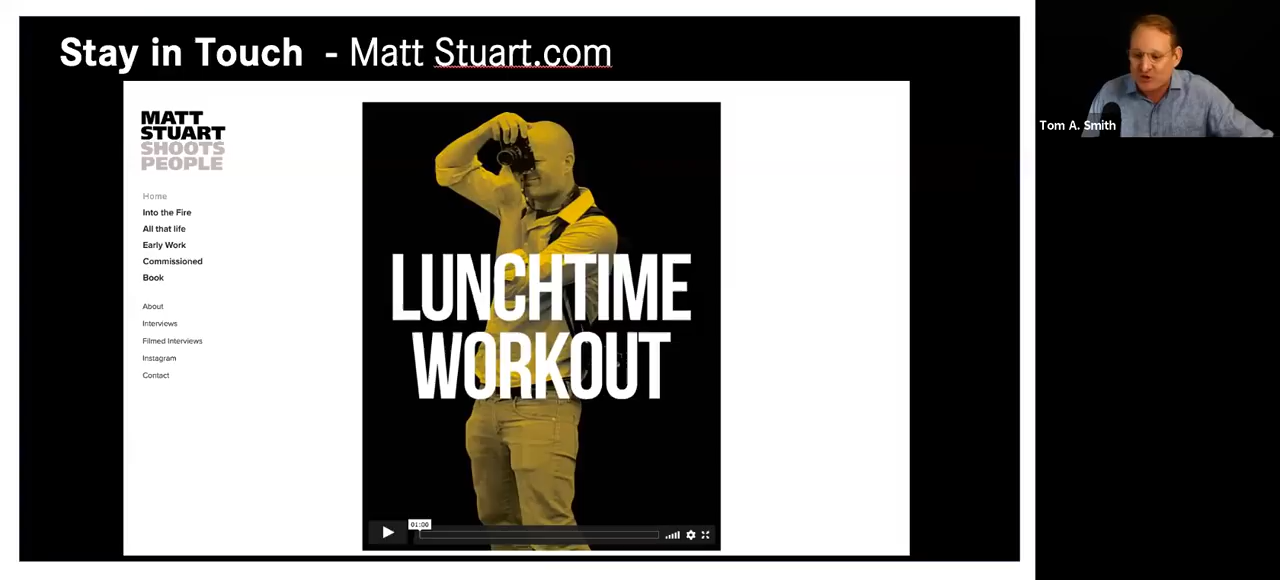 Stay in Touch - Matt Stuart.com
MATT
STUART
SHOOTS
PEOPLE
Home
Into the Fire
All that life
Early Work
Commissioned
Book
About
Interviews
Filmed Interviews
Instagram
Contact
LUNCHTIME
WORKOUT
01:00
Tom A. Smith